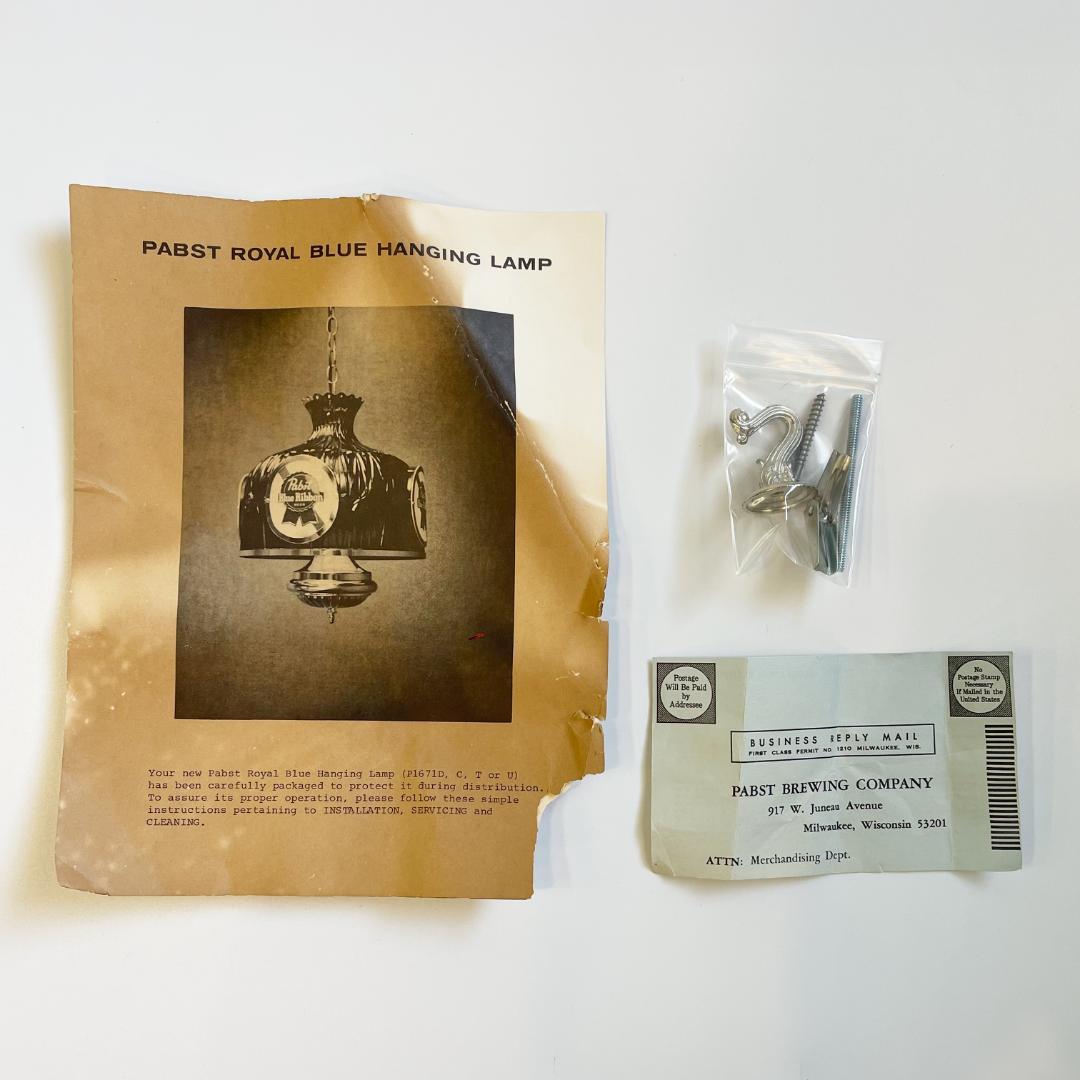 PABST ROYAL BLUE HANGING LAMP
Pabst
Blue Ribbon
BEER
Your new Pabst Royal Blue Hanging Lamp (P1671D, C, T or U)
has been carefully packaged to protect it during distribution.
To assure its proper operation, please follow these simple
instructions pertaining to INSTALLATION, SERVICING and
CLEANING.
Postage
Will Be Paid
by
Addressee
No
Postage Stamp
Necessary
If Mailed in the
United States
BUSINESS REPLY MAIL
FIRST CLASS PERMIT NO. 1210 MILWAUKEE, WIS.
PABST BREWING COMPANY
917 W. Juneau Avenue
Milwaukee, Wisconsin 53201
ATTN: Merchandising Dept.